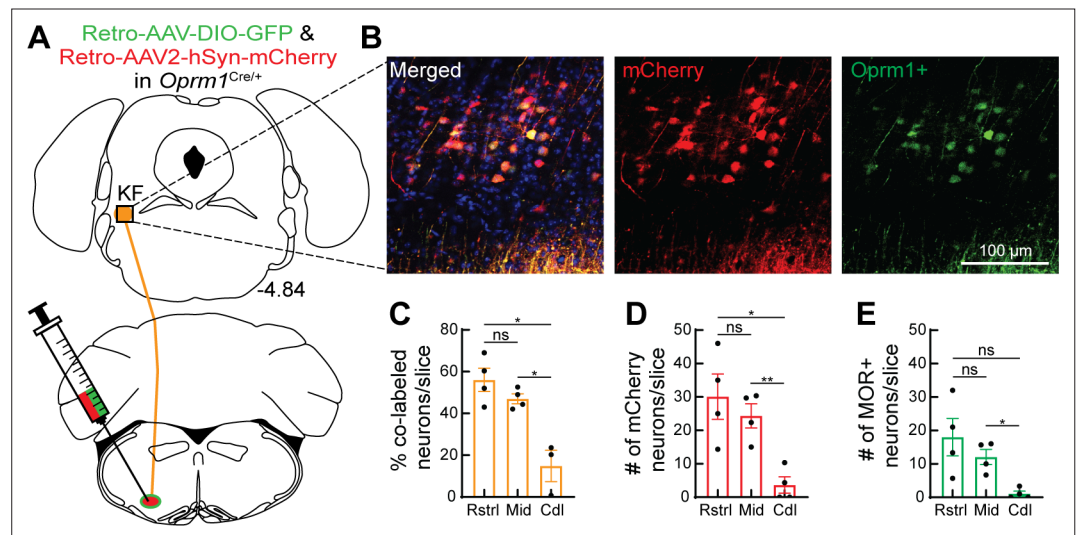 A
Retro-AAV-DIO-GFP &
Retro-AAV2-hSyn-mCherry
in Oprm1Cre/+
KF
-4.84
B
Merged
mCherry
Oprm1+
100 µm
C
% co-labeled
neurons/slice
80
60
40
20
0
*
ns
*
Rstrl Mid Cdl
D
# of mCherry
neurons/slice
50
40
30
20
10
0
*
ns
**
Rstrl Mid Cdl
E
# of MOR+
neurons/slice
50
40
30
20
10
0
ns
ns
*
Rstrl Mid Cdl